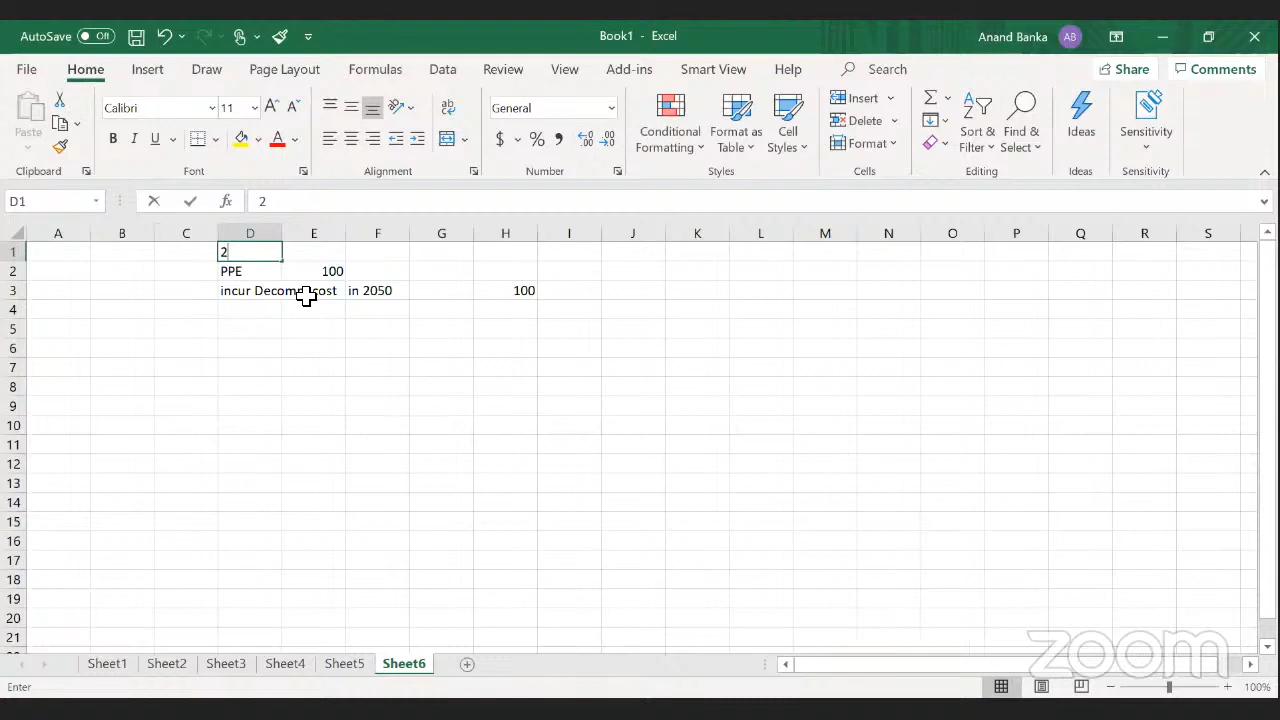 AutoSave Off
Book1 - Excel
Anand Banka AB
File Home Insert Draw Page Layout Formulas Data Review View Add-ins Smart View Help Search Share Comments
Paste
Clipboard
Calibri 11
B I U A
Font
ab
Alignment
General
$ % 9
Number
Conditional Formatting
Format as Table
Cell Styles
Styles
Insert
Delete
Format
Cells
Sort & Filter
Find & Select
Editing
Ideas
Ideas
Sensitivity
Sensitivity
D1 fx 2
A B C D E F G H I J K L M N O P Q R S
1 2
2 PPE 100
3 incur Decomm cost in 2050 100
4
5
6
7
8
9
10
11
12
13
14
15
16
17
18
19
20
21
zoom
Sheet1 Sheet2 Sheet3 Sheet4 Sheet5 Sheet6
Enter
100%